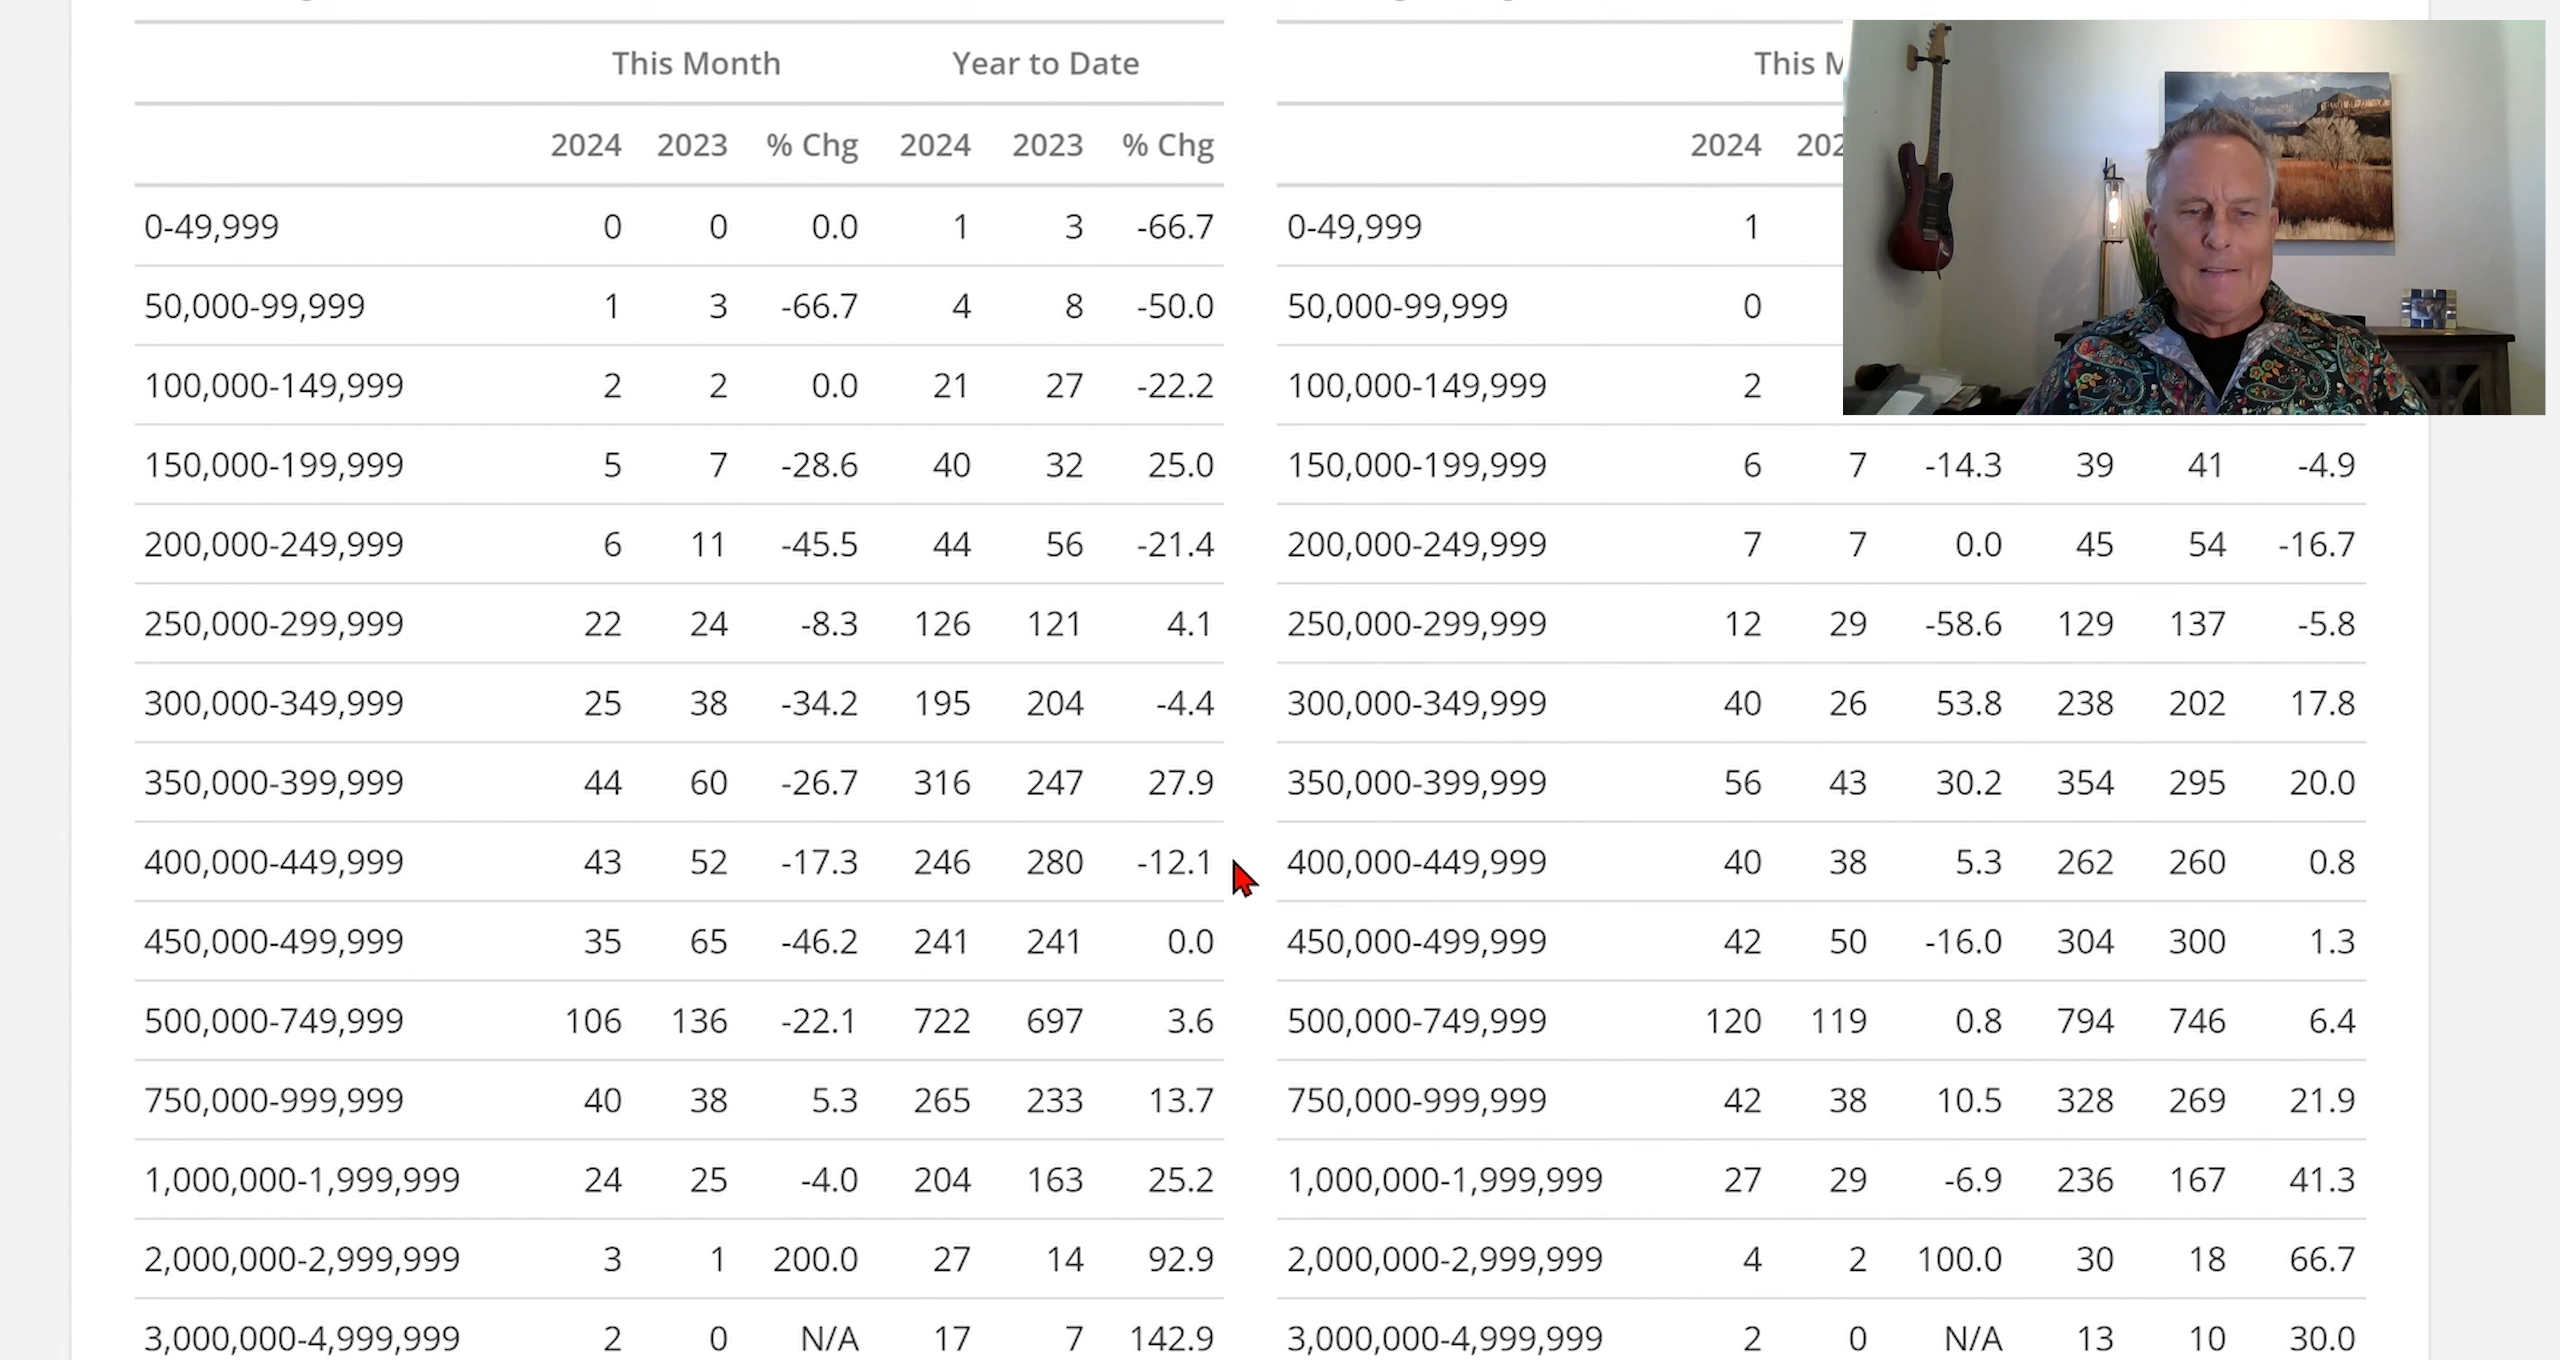 This Month Year to Date
2024 2023 % Chg 2024 2023 % Chg
0-49,999 0 0 0.0 1 3 -66.7
50,000-99,999 1 3 -66.7 4 8 -50.0
100,000-149,999 2 2 0.0 21 27 -22.2
150,000-199,999 5 7 -28.6 40 32 25.0
200,000-249,999 6 11 -45.5 44 56 -21.4
250,000-299,999 22 24 -8.3 126 121 4.1
300,000-349,999 25 38 -34.2 195 204 -4.4
350,000-399,999 44 60 -26.7 316 247 27.9
400,000-449,999 43 52 -17.3 246 280 -12.1
450,000-499,999 35 65 -46.2 241 241 0.0
500,000-749,999 106 136 -22.1 722 697 3.6
750,000-999,999 40 38 5.3 265 233 13.7
1,000,000-1,999,999 24 25 -4.0 204 163 25.2
2,000,000-2,999,999 3 1 200.0 27 14 92.9
3,000,000-4,999,999 2 0 N/A 17 7 142.9
This
2024
0-49,999 1
50,000-99,999 0
100,000-149,999 2
150,000-199,999 6 7 -14.3 39 41 -4.9
200,000-249,999 7 7 0.0 45 54 -16.7
250,000-299,999 12 29 -58.6 129 137 -5.8
300,000-349,999 40 26 53.8 238 202 17.8
350,000-399,999 56 43 30.2 354 295 20.0
400,000-449,999 40 38 5.3 262 260 0.8
450,000-499,999 42 50 -16.0 304 300 1.3
500,000-749,999 120 119 0.8 794 746 6.4
750,000-999,999 42 38 10.5 328 269 21.9
1,000,000-1,999,999 27 29 -6.9 236 167 41.3
2,000,000-2,999,999 4 2 100.0 30 18 66.7
3,000,000-4,999,999 2 0 N/A 13 10 30.0